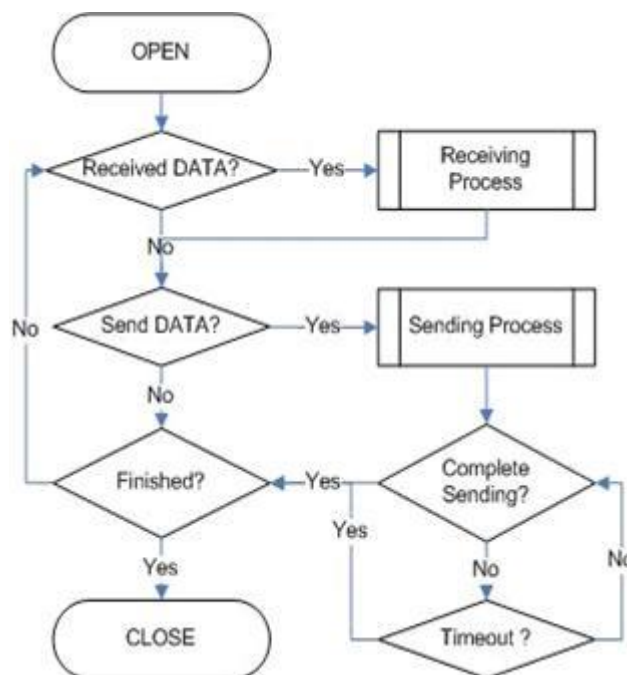 OPEN
Received DATA?
Yes
Receiving
Process
No
Send DATA?
Yes
Sending Process
No
No
Finished?
Yes
Complete
Sending?
Yes
No
No
Yes
CLOSE
Timeout ?